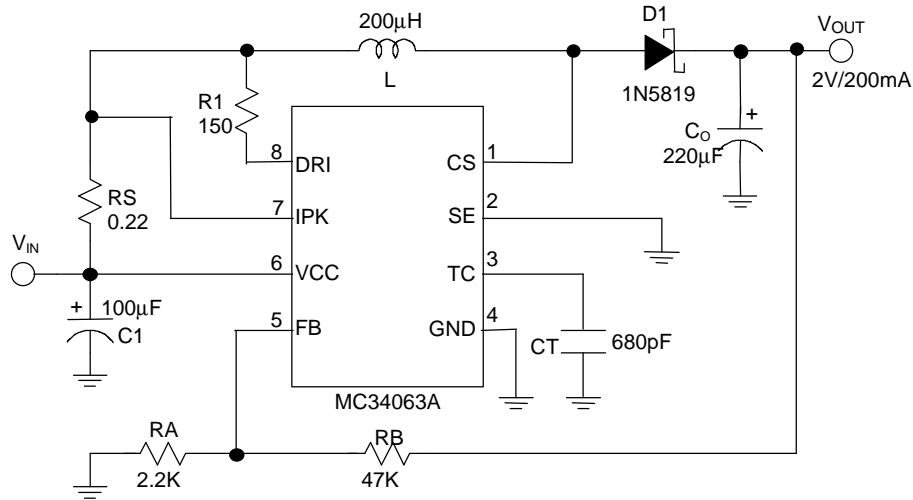 200μH
L
D1
1N5819
VOUT
2V/200mA
R1
150
CO
220μF
+
RS
0.22
VIN
+
100μF
C1
8
DRI
7
IPK
6
VCC
5
FB
CS
1
SE
2
TC
3
GND
4
MC34063A
CT
680pF
RA
2.2K
RB
47K